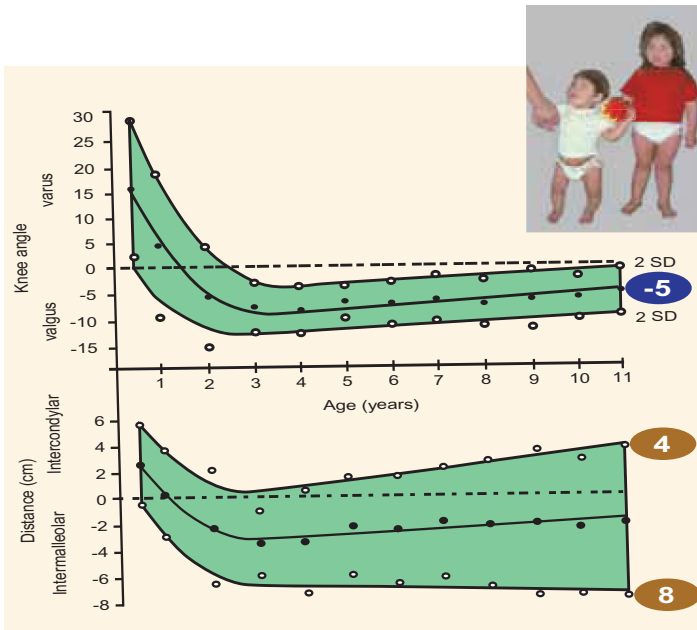 30
25
20
15
10
5
0
-5
-10
-15
Knee angle
varus
valgus
2 SD
-5
2 SD
1 2 3 4 5 6 7 8 9 10 11
Age (years)
6
4
2
0
-2
-4
-6
-8
Distance (cm)
Intercondylar
Intermalleolar
4
8